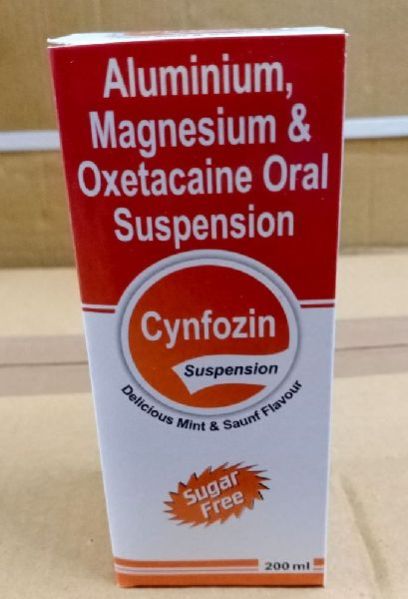 Aluminium,
Magnesium &
Oxetacaine Oral
Suspension
Cynfozin
Suspension
Delicious Mint & Saunf Flavour
Sugar
Free
200 ml